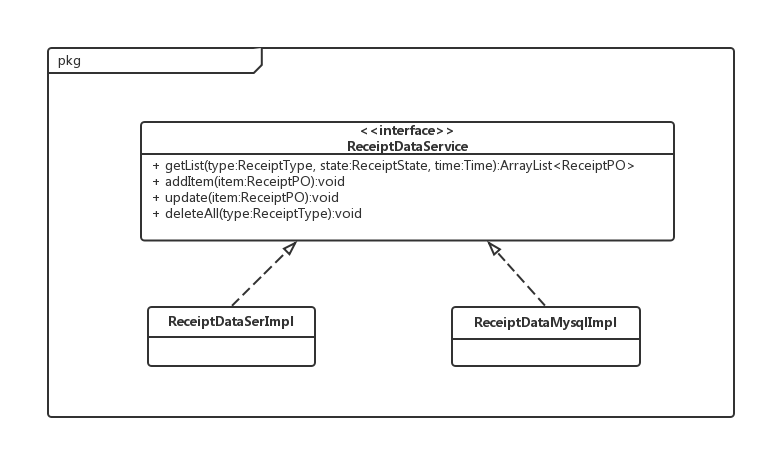 pkg
<<interface>>
ReceiptDataService
+ getList(type:ReceiptType, state:ReceiptState, time:Time):ArrayList<ReceiptPO>
+ addItem(item:ReceiptPO):void
+ update(item:ReceiptPO):void
+ deleteAll(type:ReceiptType):void
ReceiptDataSerImpl
ReceiptDataMysqlImpl